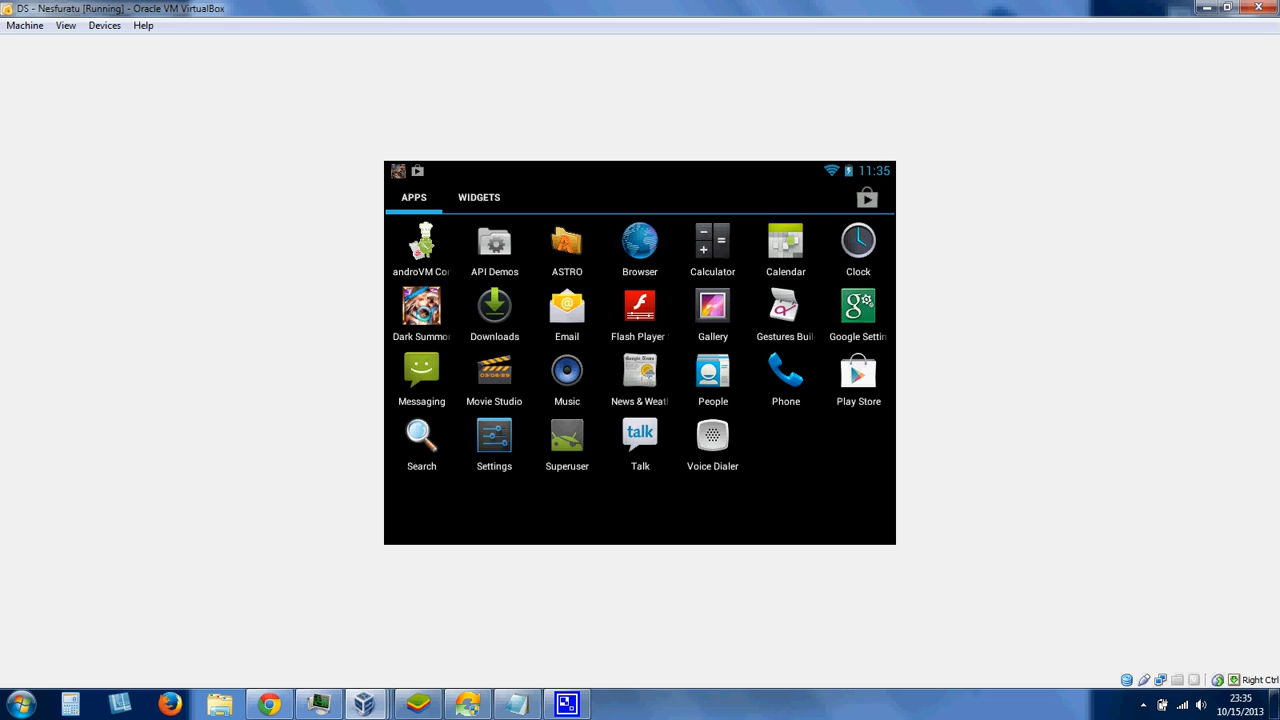 DS - Nesfuratu [Running] - Oracle VM VirtualBox
Machine View Devices Help
11:35
APPS WIDGETS
androVM Cor API Demos ASTRO Browser Calculator Calendar Clock
Dark Summor Downloads Email Flash Player Gallery Gestures Buil Google Settin
Messaging Movie Studio Music News & Weat People Phone Play Store
talk
Search Settings Superuser Talk Voice Dialer
Right Ctrl
23:35
10/15/2013